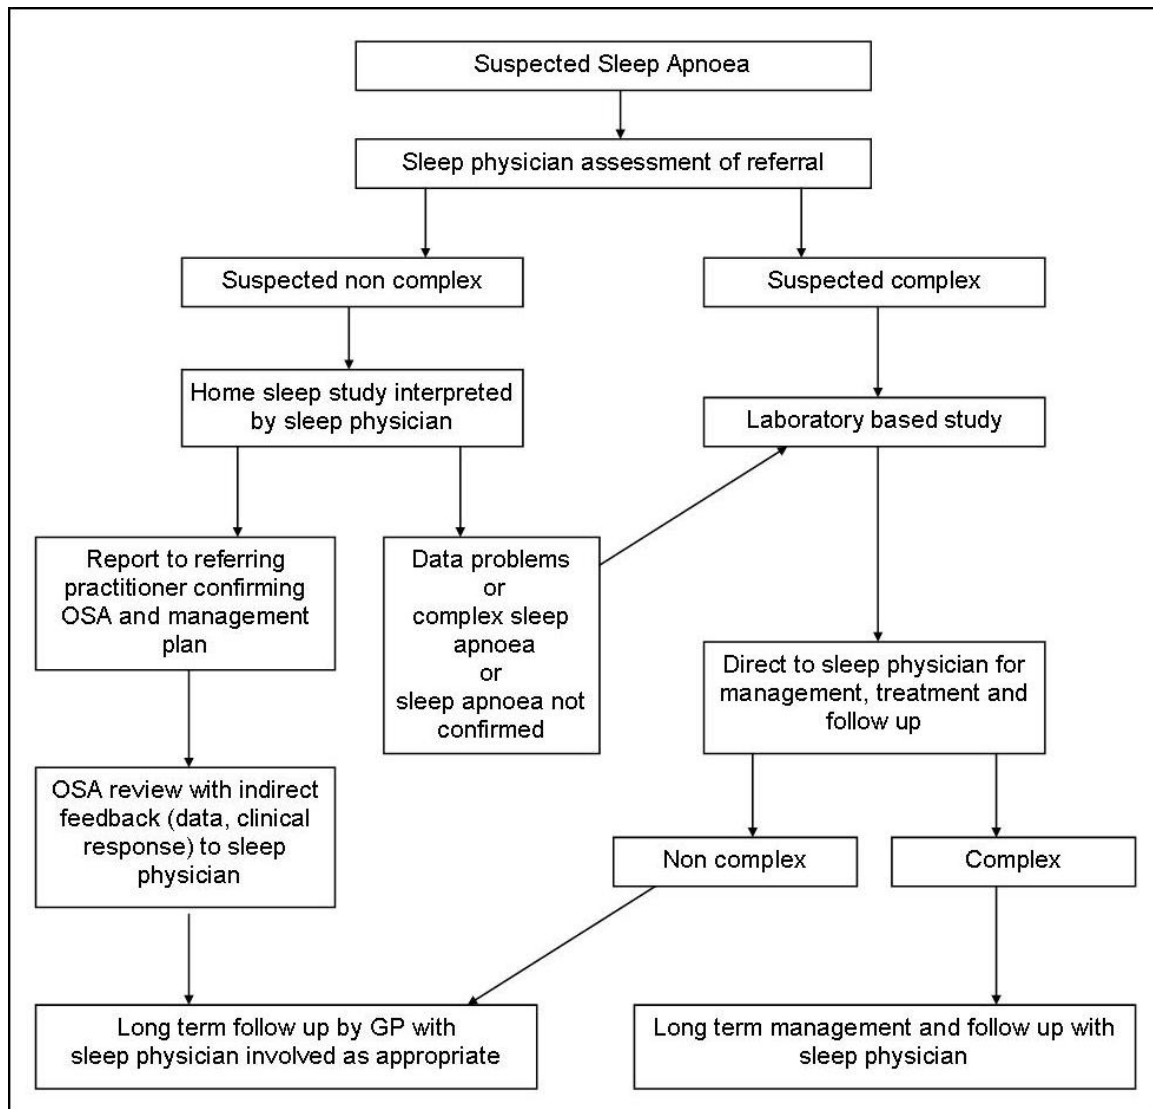 Suspected Sleep Apnoea
Sleep physician assessment of referral
Suspected non complex
Suspected complex
Home sleep study interpreted
by sleep physician
Laboratory based study
Report to referring
practitioner confirming
OSA and management
plan
Data problems
or
complex sleep
apnoea
or
sleep apnoea not
confirmed
Direct to sleep physician for
management, treatment and
follow up
OSA review with indirect
feedback (data, clinical
response) to sleep
physician
Non complex
Complex
Long term follow up by GP with
sleep physician involved as appropriate
Long term management and follow up with
sleep physician